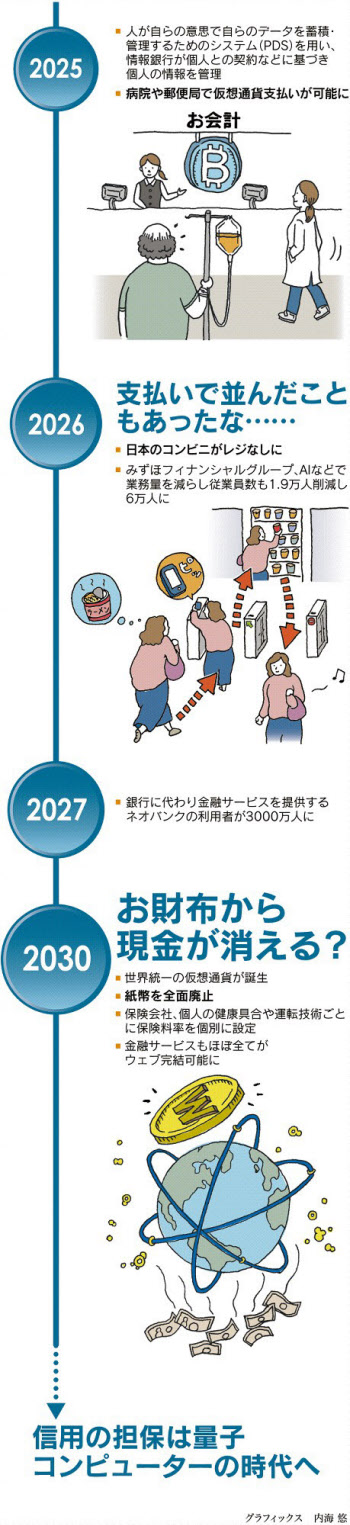 2025
■ 人が自らの意思で自らのデータを蓄積・
管理するためのシステム（PDS）を用い、
情報銀行が個人との契約などに基づき
個人の情報を管理
■ 病院や郵便局で仮想通貨支払いが可能に
お会計
B
2026
支払いで並んだこと
もあったな……
■ 日本のコンビニがレジなしに
■ みずほフィナンシャルグループ、AIなどで
業務量を減らし従業員数も1.9万人削減し
6万人に
ピッ
ラーメン
2027
■ 銀行に代わり金融サービスを提供する
ネオバンクの利用者が3000万人に
2030
お財布から
現金が消える？
■ 世界統一の仮想通貨が誕生
■ 紙幣を全面廃止
■ 保険会社、個人の健康具合や運転技術ごと
に保険料率を個別に設定
■ 金融サービスもほぼ全てが
ウェブ完結可能に
W
信用の担保は量子
コンピューターの時代へ
グラフィックス　内海 悠